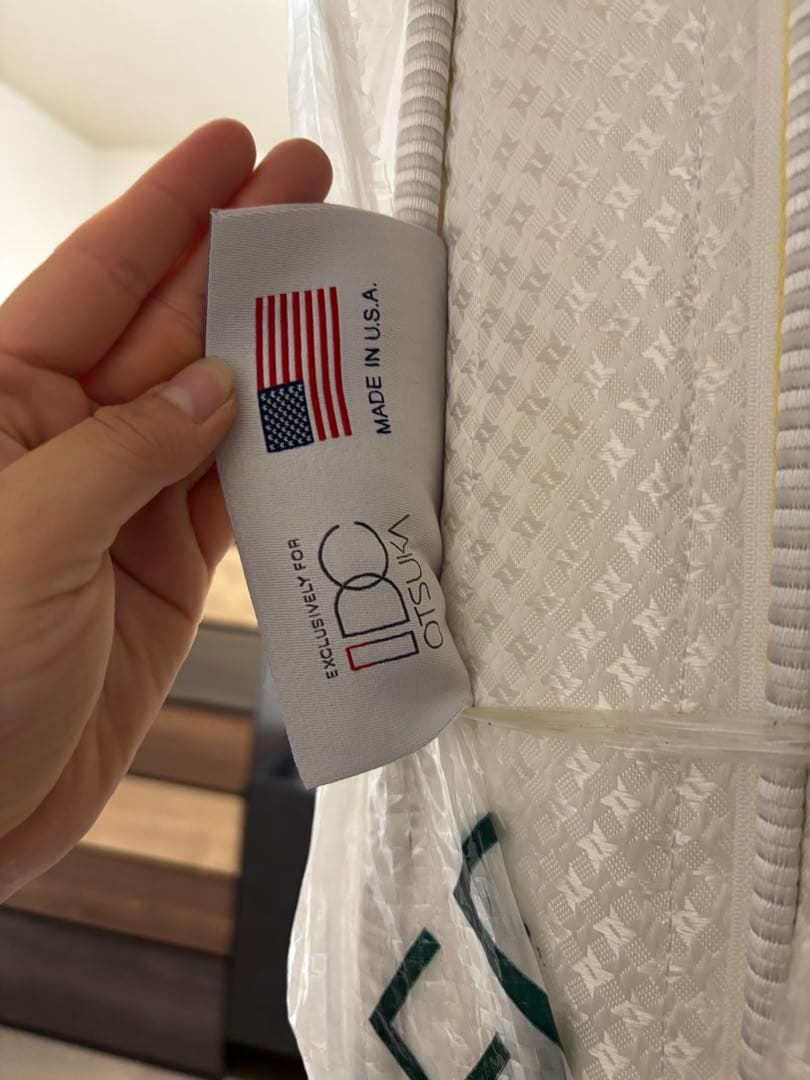 EXCLUSIVELY FOR
IDC
OTSUKA
MADE IN U.S.A.